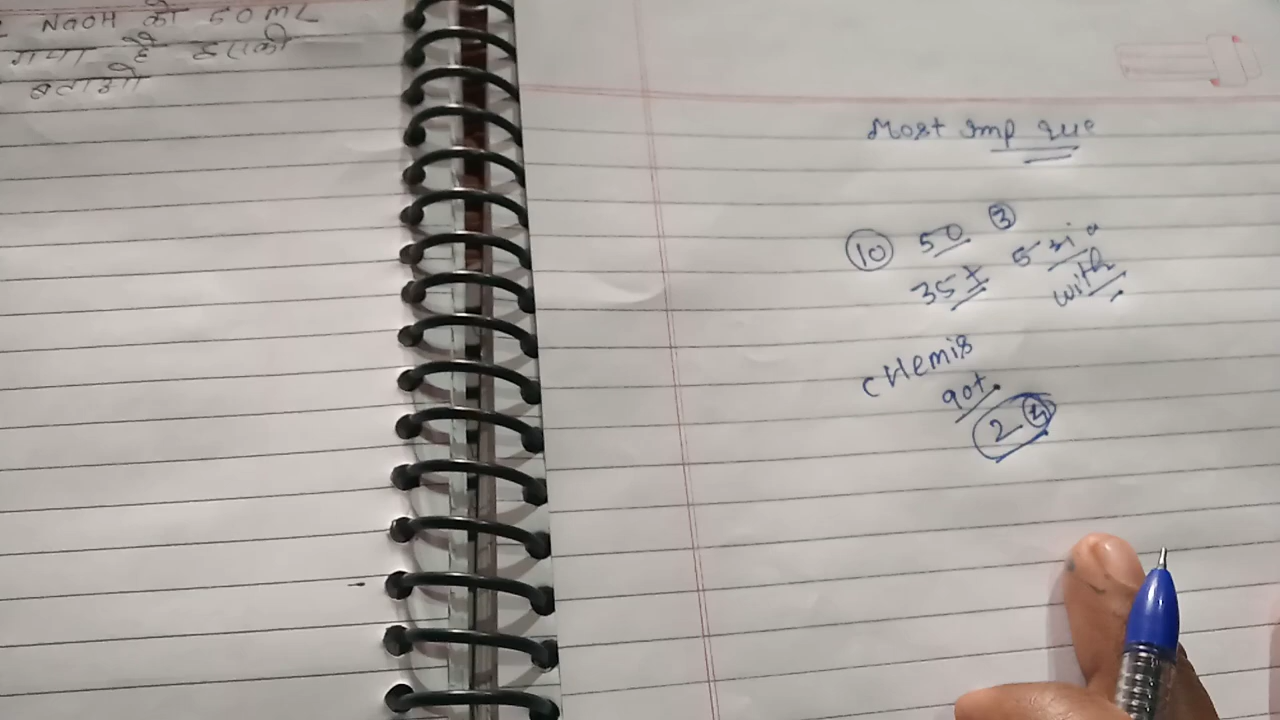 NaOH को 50mL
गया है इसकी
बताओ
Most Imp que
10 50 3
35+ 5
with
CHemis
90+
2